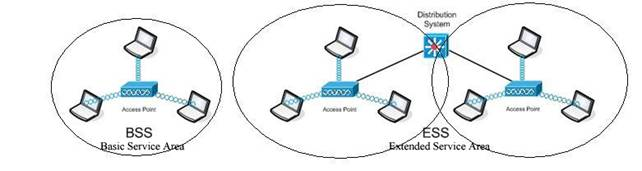 Distribution
System
Access Point
Access Point
Access Point
BSS
Basic Service Area
ESS
Extended Service Area